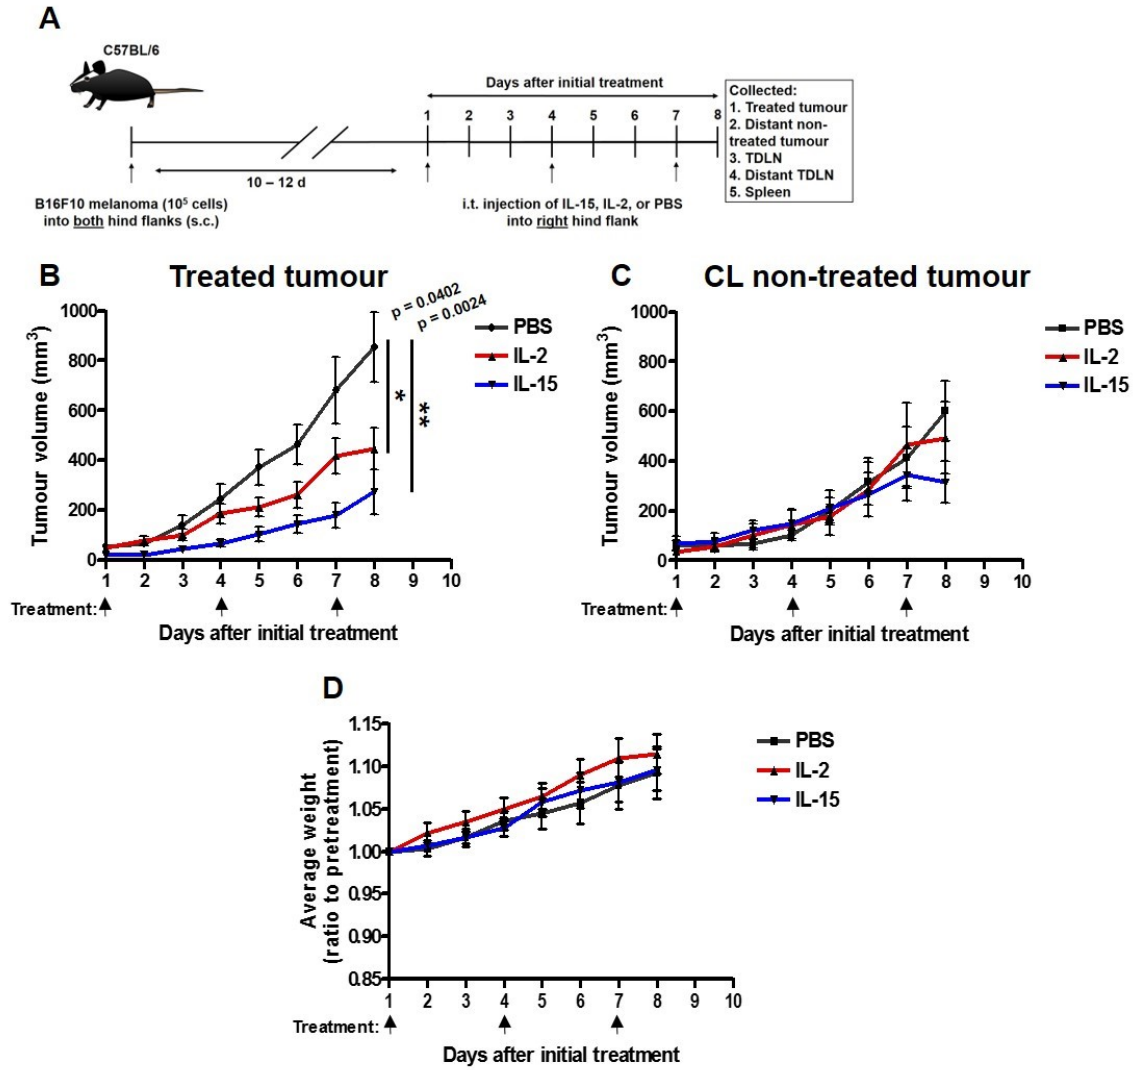 A
C57BL/6
Days after initial treatment
1 2 3 4 5 6 7 8
Collected:
1. Treated tumour
2. Distant non-
treated tumour
3. TDLN
4. Distant TDLN
5. Spleen
10 – 12 d
B16F10 melanoma (10⁵ cells)
into both hind flanks (s.c.)
i.t. injection of IL-15, IL-2, or PBS
into right hind flank
B
Treated tumour
p = 0.0402
p = 0.0024
Tumour volume (mm³)
1000
800
600
400
200
0
*
**
PBS
IL-2
IL-15
1 2 3 4 5 6 7 8 9 10
Treatment:
Days after initial treatment
C
CL non-treated tumour
Tumour volume (mm³)
1000
800
600
400
200
0
PBS
IL-2
IL-15
1 2 3 4 5 6 7 8 9 10
Treatment:
Days after initial treatment
D
Average weight
(ratio to pretreatment)
1.15
1.10
1.05
1.00
0.95
0.90
0.85
PBS
IL-2
IL-15
1 2 3 4 5 6 7 8 9 10
Treatment:
Days after initial treatment